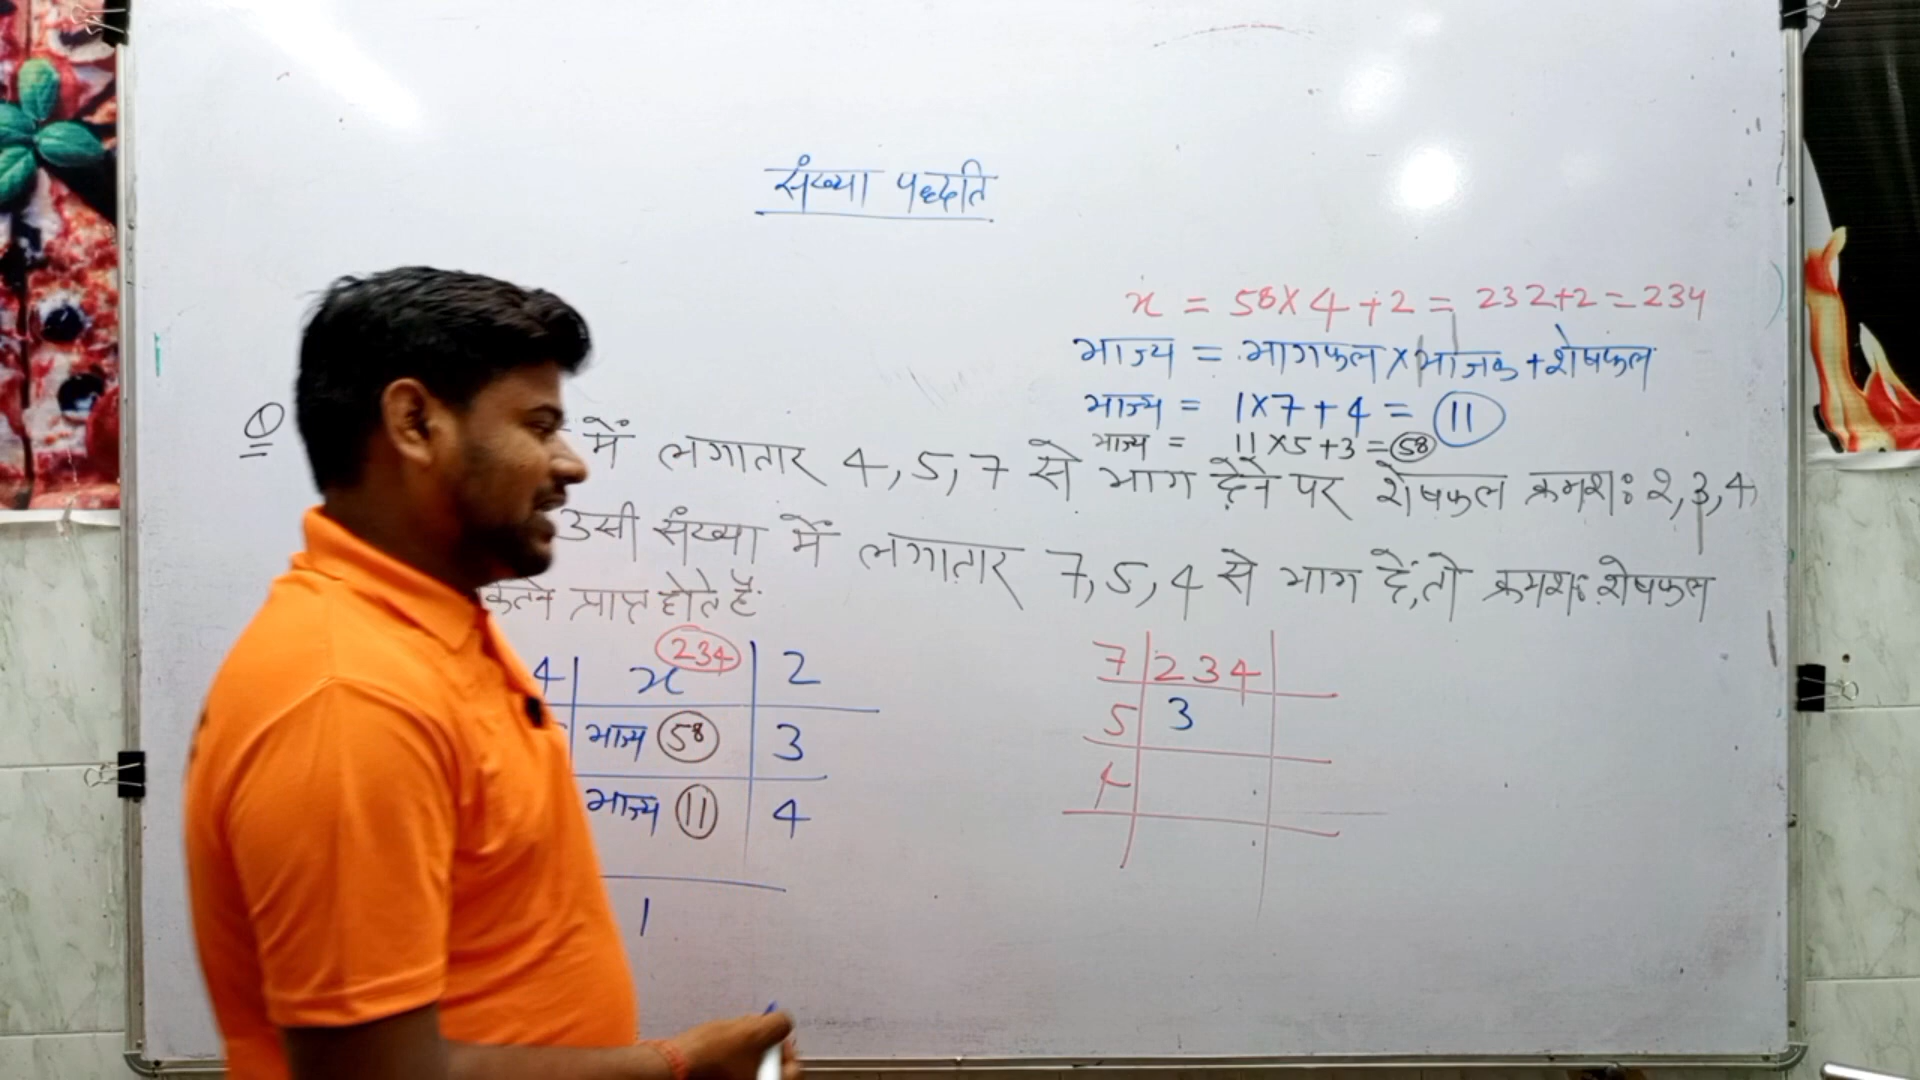 संख्या पद्धति
x = 58×4+2 = 232+2 = 234
भाज्य = भागफल × भाजक + शेषफल
भाज्य = 1×7+4 = 11
भाज्य = 11×5+3 = 58
① में लगातार 4,5,7 से भाग देने पर शेषफल क्रमश: 2,3,4
उसी संख्या में लगातार 7,5,4 से भाग दें, तो क्रमश: शेषफल
कितने प्राप्त होते हैं
4 x 234 2
भाज्य 58 3
भाज्य 11 4
1
7 234
5 3
4